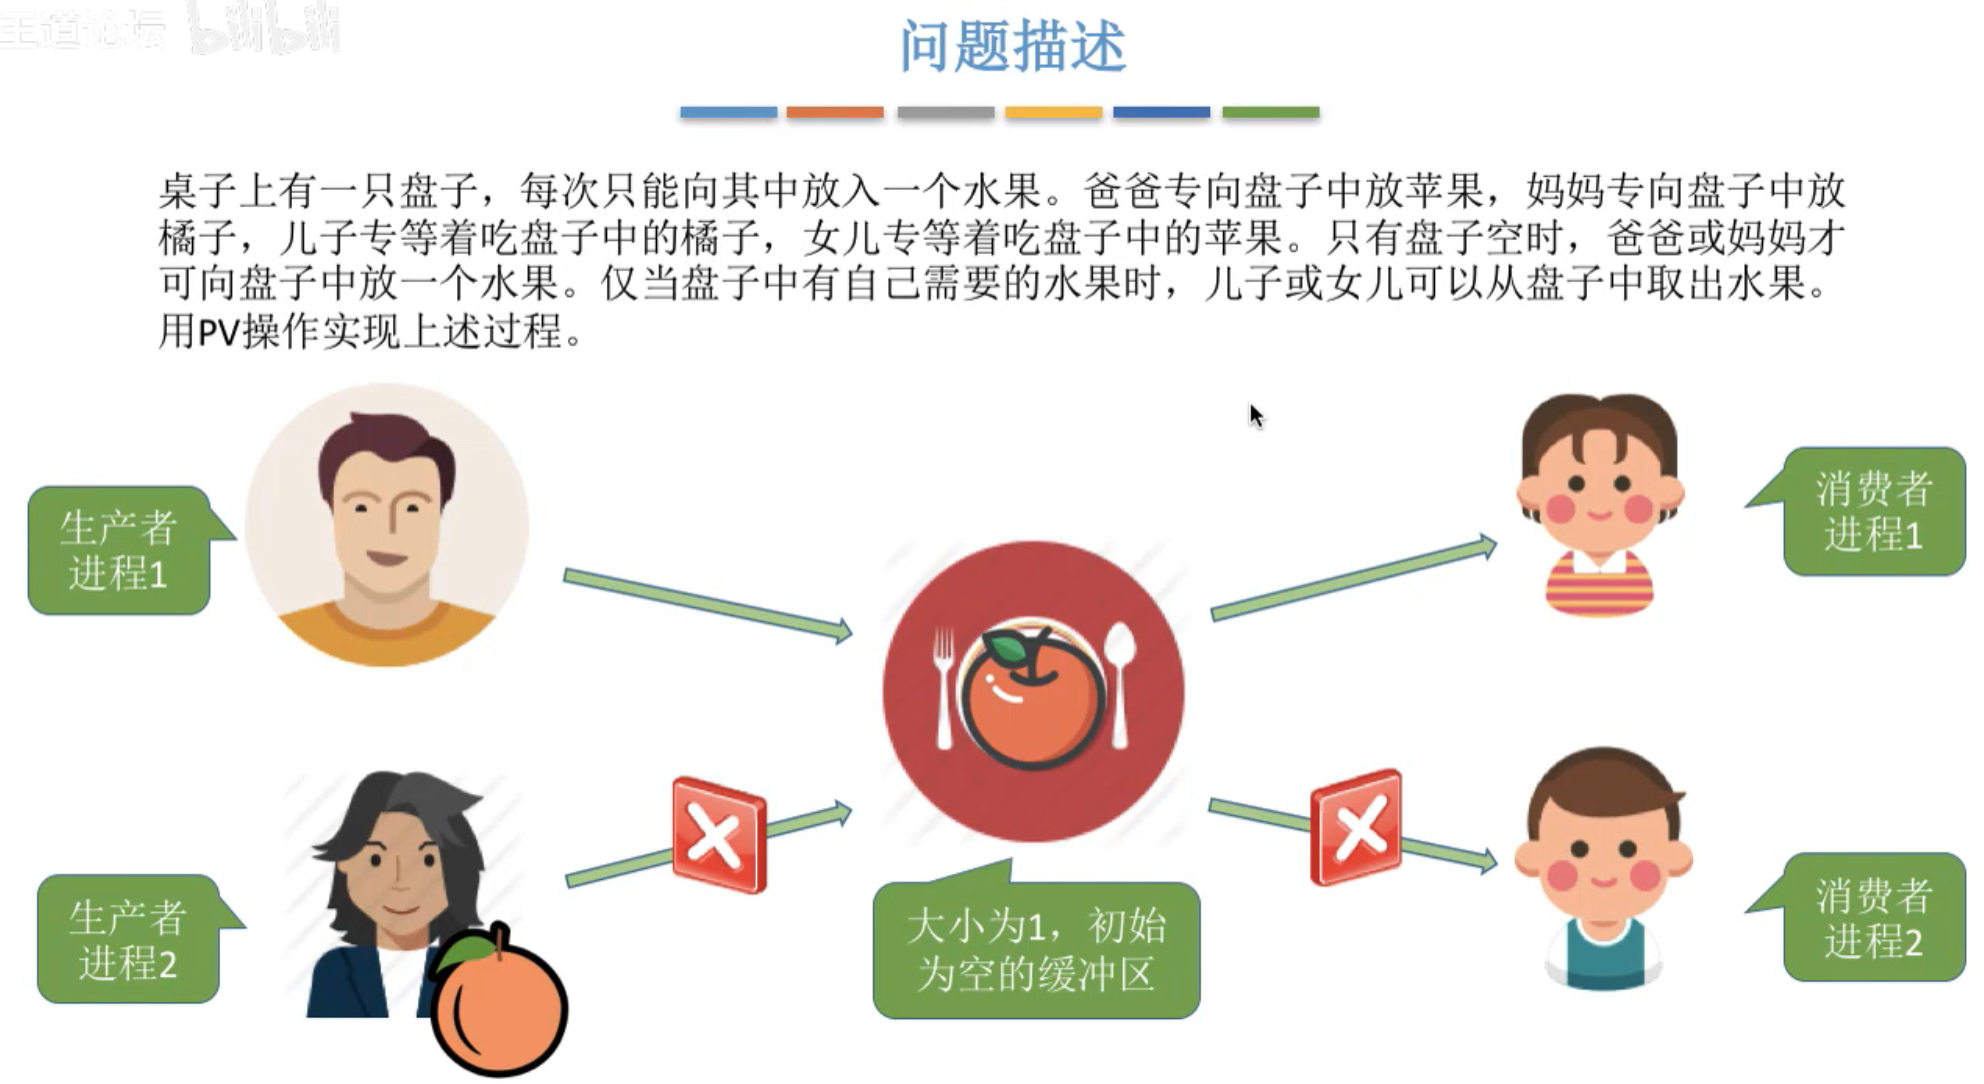 王道论坛 bilibili
问题描述
桌子上有一只盘子，每次只能向其中放入一个水果。爸爸专向盘子中放苹果，妈妈专向盘子中放
橘子，儿子专等着吃盘子中的橘子，女儿专等着吃盘子中的苹果。只有盘子空时，爸爸或妈妈才
可向盘子中放一个水果。仅当盘子中有自己需要的水果时，儿子或女儿可以从盘子中取出水果。
用PV操作实现上述过程。
生产者
进程1
消费者
进程1
生产者
进程2
大小为1，初始
为空的缓冲区
消费者
进程2